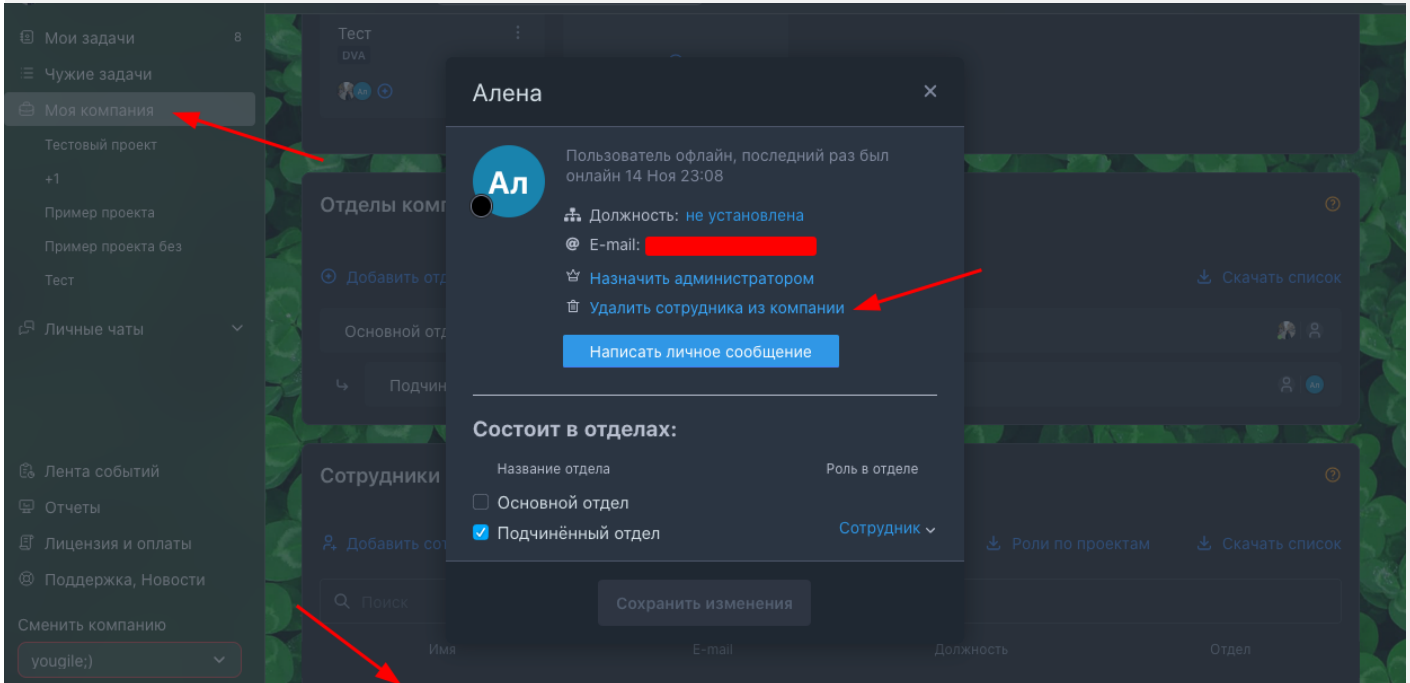 Мои задачи 8
Чужие задачи
Моя компания
Тестовый проект
+1
Пример проекта
Пример проекта без
Тест
Личные чаты
Лента событий
Отчеты
Лицензия и оплаты
Поддержка, Новости
Сменить компанию
yougile;)
Тест
DVA
Ал
Отделы комп
Добавить отд
Скачать список
Основной отд
Подчин
Ал
Сотрудники
Добавить сот
Роли по проектам
Скачать список
Поиск
Имя E-mail Должность Отдел
Алена
Ал
Пользователь офлайн, последний раз был
онлайн 14 Ноя 23:08
Должность: не установлена
E-mail:
Назначить администратором
Удалить сотрудника из компании
Написать личное сообщение
Состоит в отделах:
Название отдела Роль в отделе
Основной отдел
Подчинённый отдел Сотрудник
Сохранить изменения